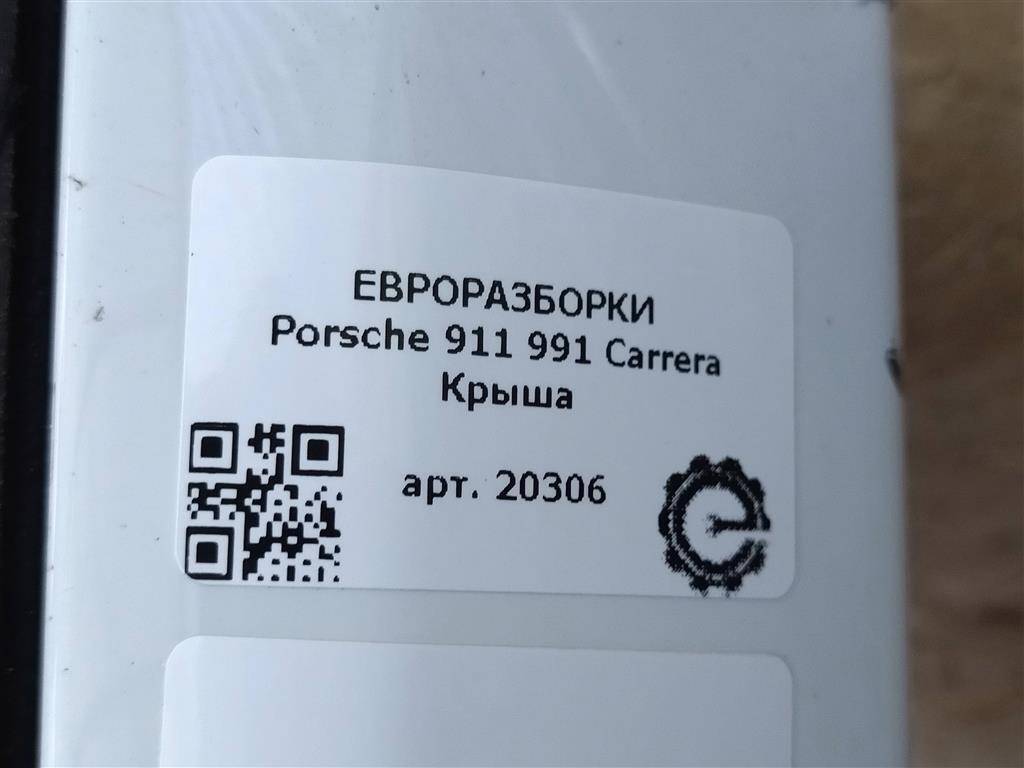 ЕВРОРАЗБОРКИ
Porsche 911 991 Carrera
Крыша
арт. 20306